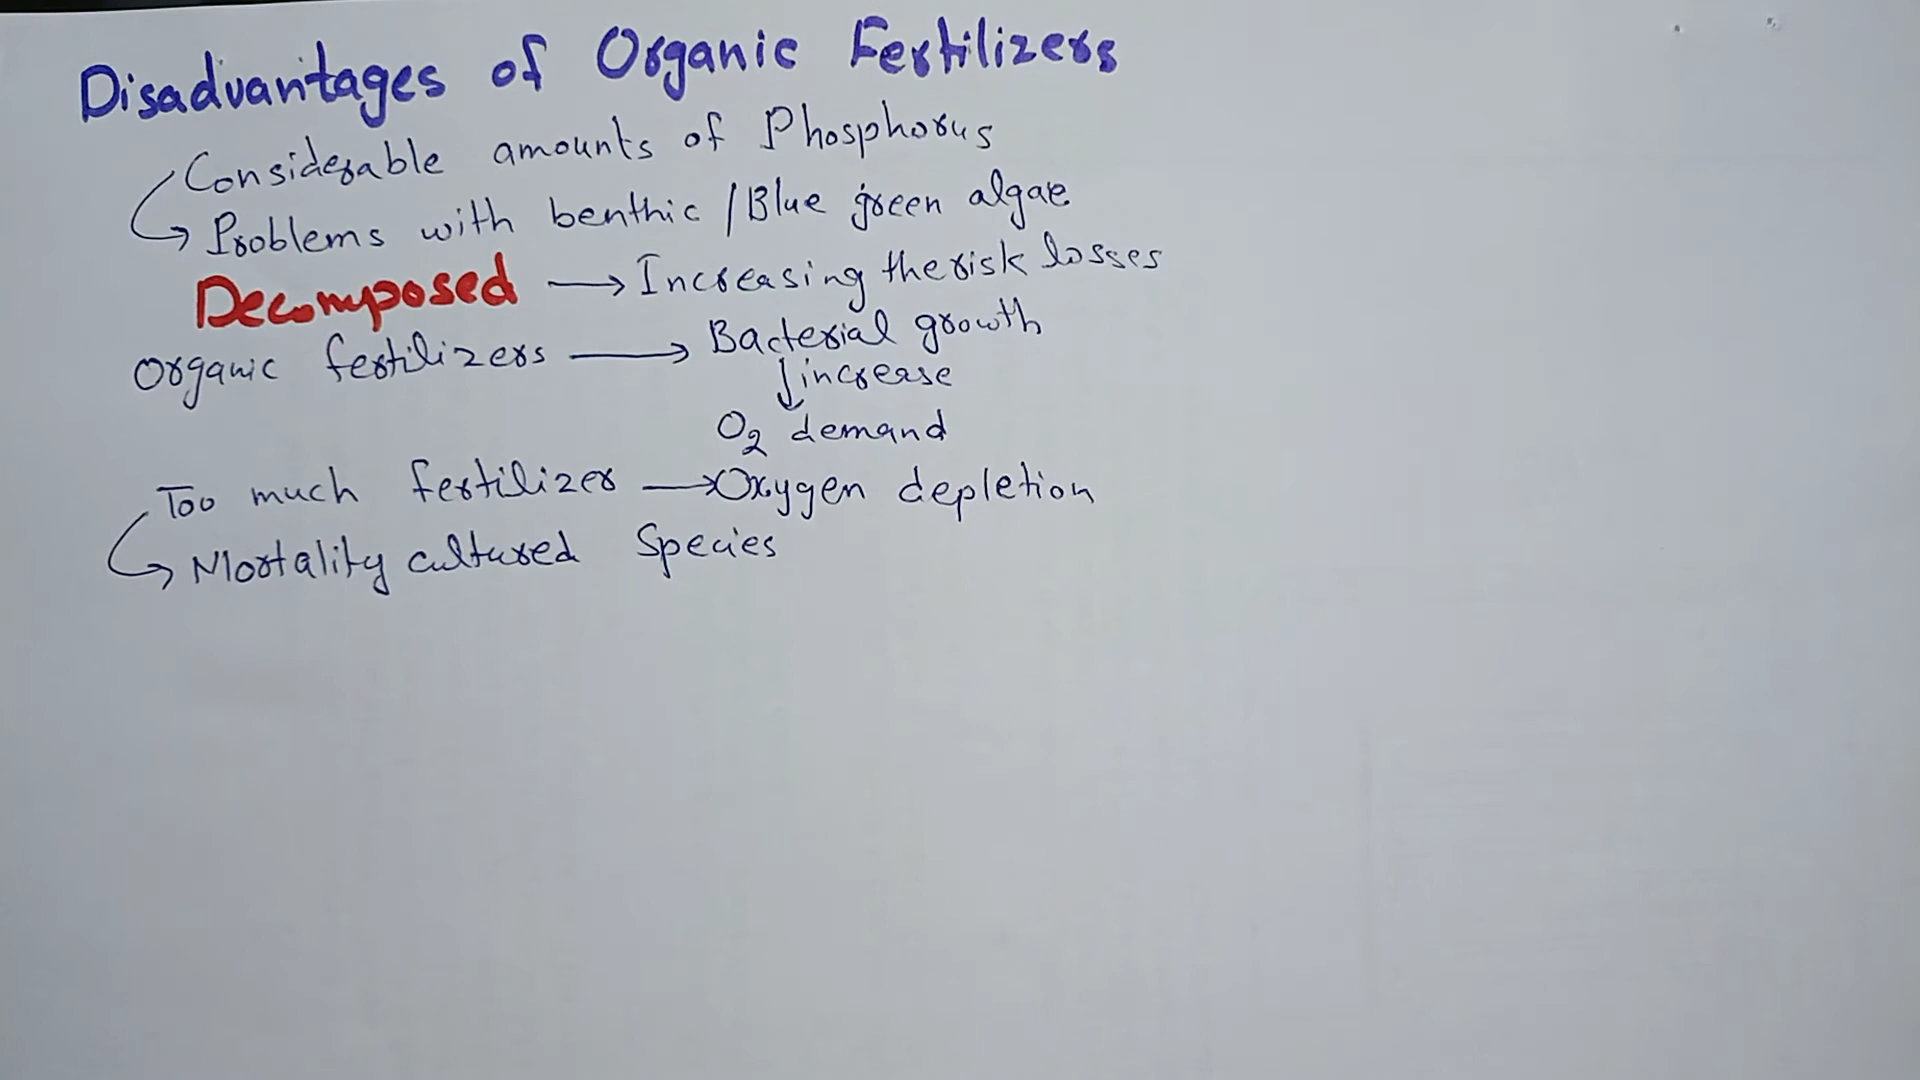 Disadvantages of Organic Fertilizers
Considerable amounts of Phosphorus
Problems with benthic / Blue green algae
Decomposed → Increasing the risk losses
Organic fertilizers → Bacterial growth
↓ increase
O₂ demand
Too much fertilizer → Oxygen depletion
Mortality cultured Species